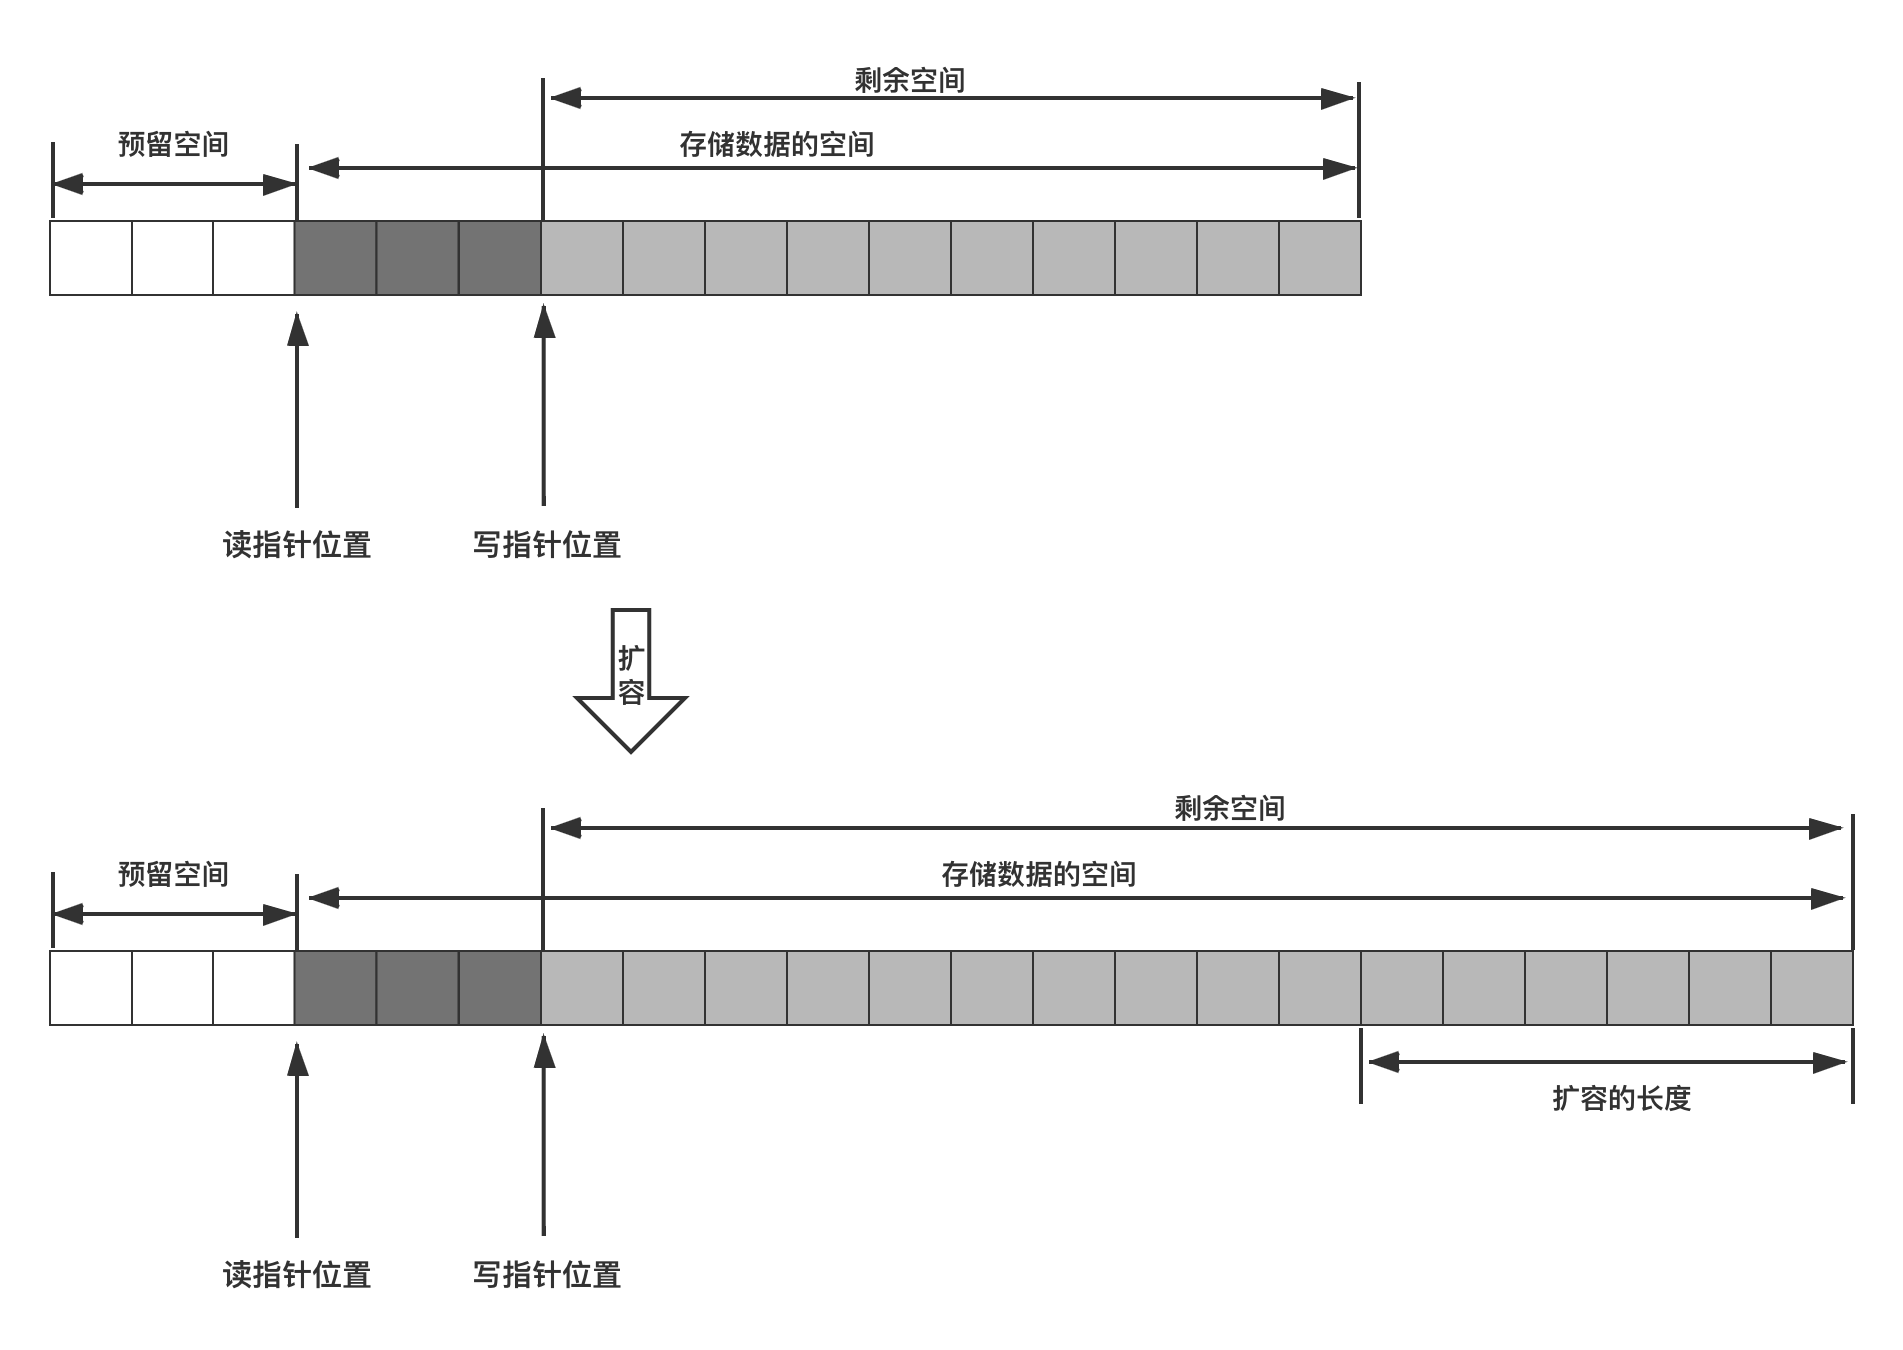 剩余空间
预留空间
存储数据的空间
读指针位置
写指针位置
扩
容
剩余空间
预留空间
存储数据的空间
扩容的长度
读指针位置
写指针位置